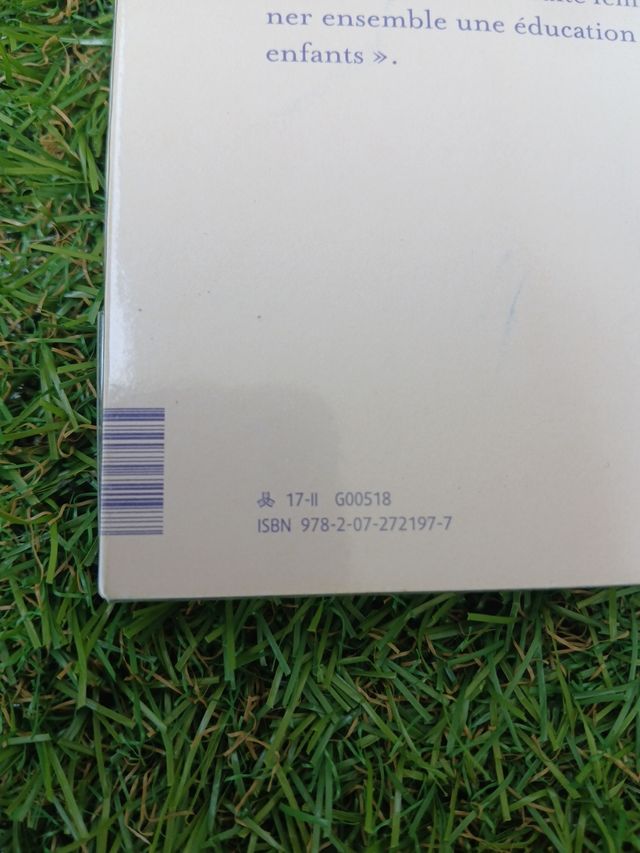 ner ensemble une éducation
enfants ».
17-II G00518
ISBN 978-2-07-272197-7